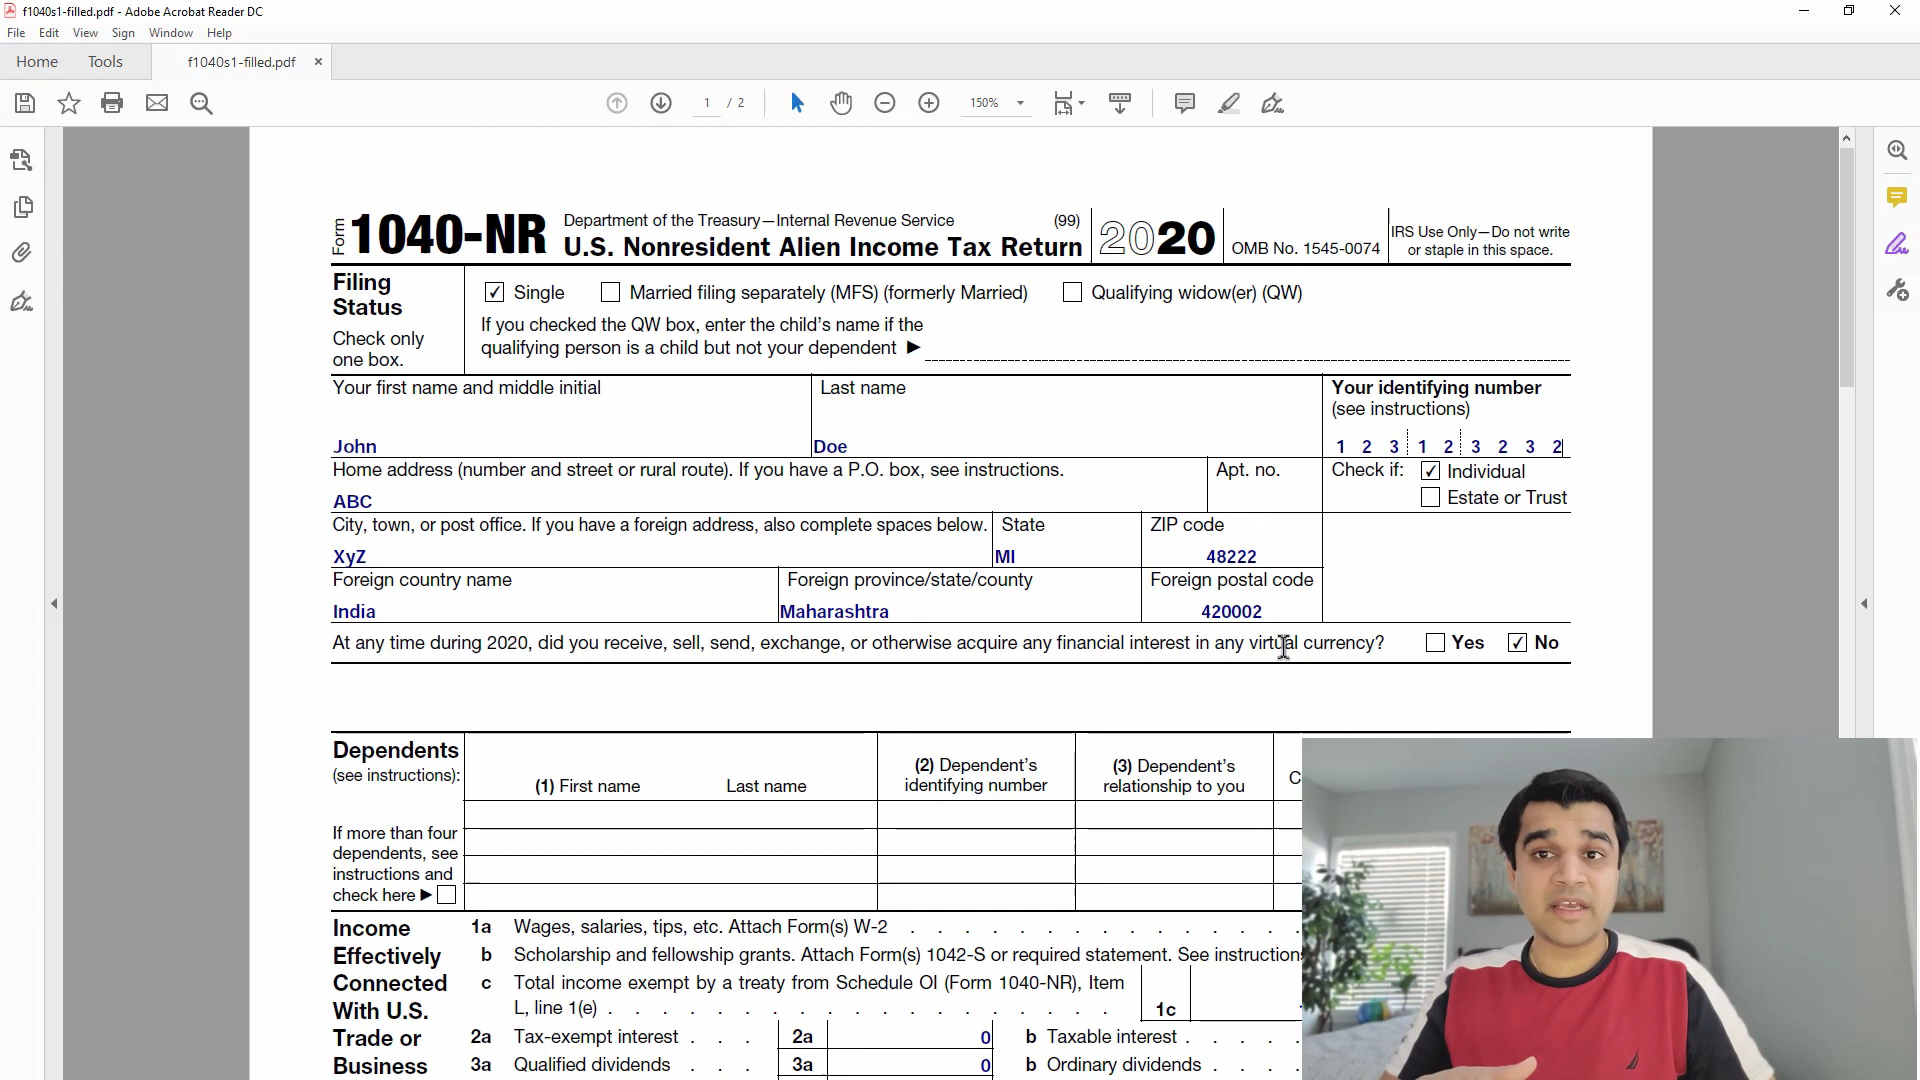 f1040s1-filled.pdf - Adobe Acrobat Reader DC
File Edit View Sign Window Help
Home Tools f1040s1-filled.pdf ×
1 / 2 150%
Form 1040-NR Department of the Treasury—Internal Revenue Service (99)
U.S. Nonresident Alien Income Tax Return 2020 OMB No. 1545-0074 IRS Use Only—Do not write
or staple in this space.
Filing
Status
Check only
one box.
✓ Single Married filing separately (MFS) (formerly Married) Qualifying widow(er) (QW)
If you checked the QW box, enter the child's name if the
qualifying person is a child but not your dependent ▶
Your first name and middle initial Last name Your identifying number
(see instructions)
John Doe 1 2 3 1 2 3 2 3 2
Home address (number and street or rural route). If you have a P.O. box, see instructions. Apt. no. Check if: ✓ Individual
ABC Estate or Trust
City, town, or post office. If you have a foreign address, also complete spaces below. State ZIP code
XyZ MI 48222
Foreign country name Foreign province/state/county Foreign postal code
India Maharashtra 420002
At any time during 2020, did you receive, sell, send, exchange, or otherwise acquire any financial interest in any virtual currency? Yes ✓ No
Dependents
(see instructions):
(1) First name Last name (2) Dependent's
identifying number (3) Dependent's
relationship to you C
If more than four
dependents, see
instructions and
check here ▶
Income
Effectively
Connected
With U.S.
Trade or
Business
1a Wages, salaries, tips, etc. Attach Form(s) W-2 . . . . . . . . . . . . . . .
b Scholarship and fellowship grants. Attach Form(s) 1042-S or required statement. See instructions
c Total income exempt by a treaty from Schedule OI (Form 1040-NR), Item
L, line 1(e) . . . . . . . . . . . . . . . . . 1c
2a Tax-exempt interest . . . 2a 0 b Taxable interest . . . . .
3a Qualified dividends . . . 3a 0 b Ordinary dividends . . . .